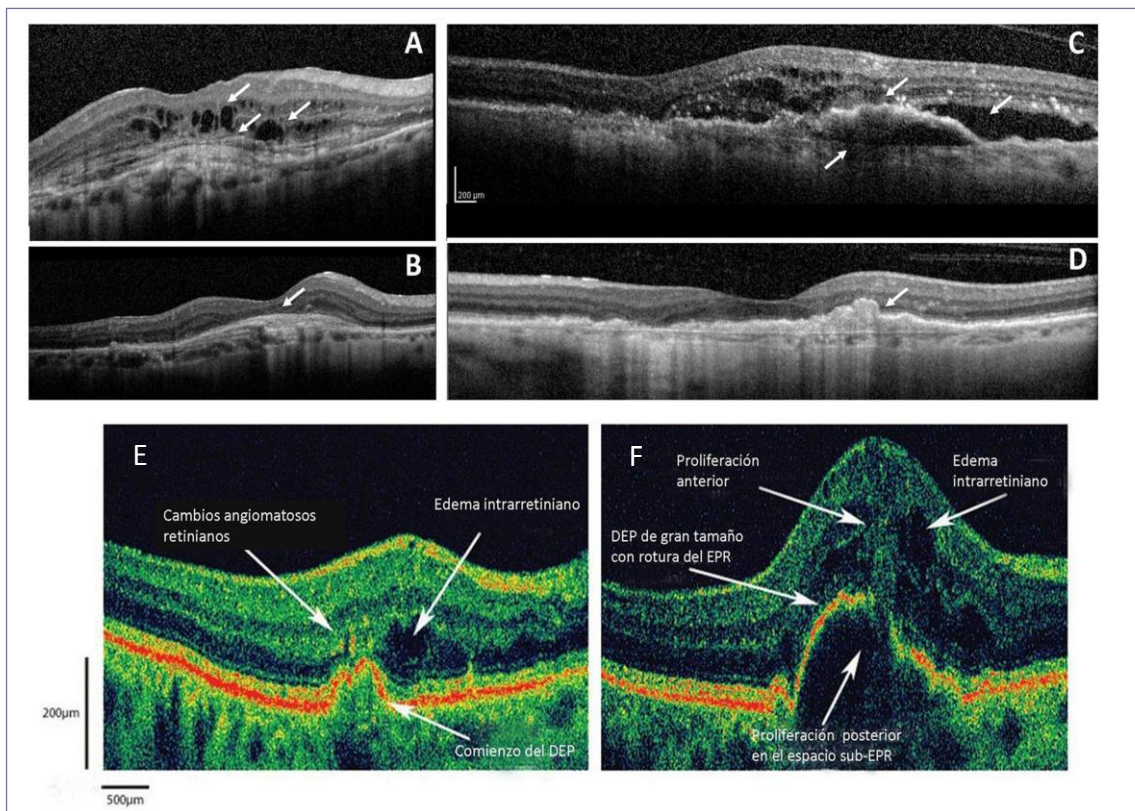 A
C
200 µm
B
D
E
Cambios angiomatosos
retinianos
Edema intrarretiniano
Comienzo del DEP
200µm
500µm
F
Proliferación
anterior
Edema
intrarretiniano
DEP de gran tamaño
con rotura del EPR
Proliferación posterior
en el espacio sub-EPR